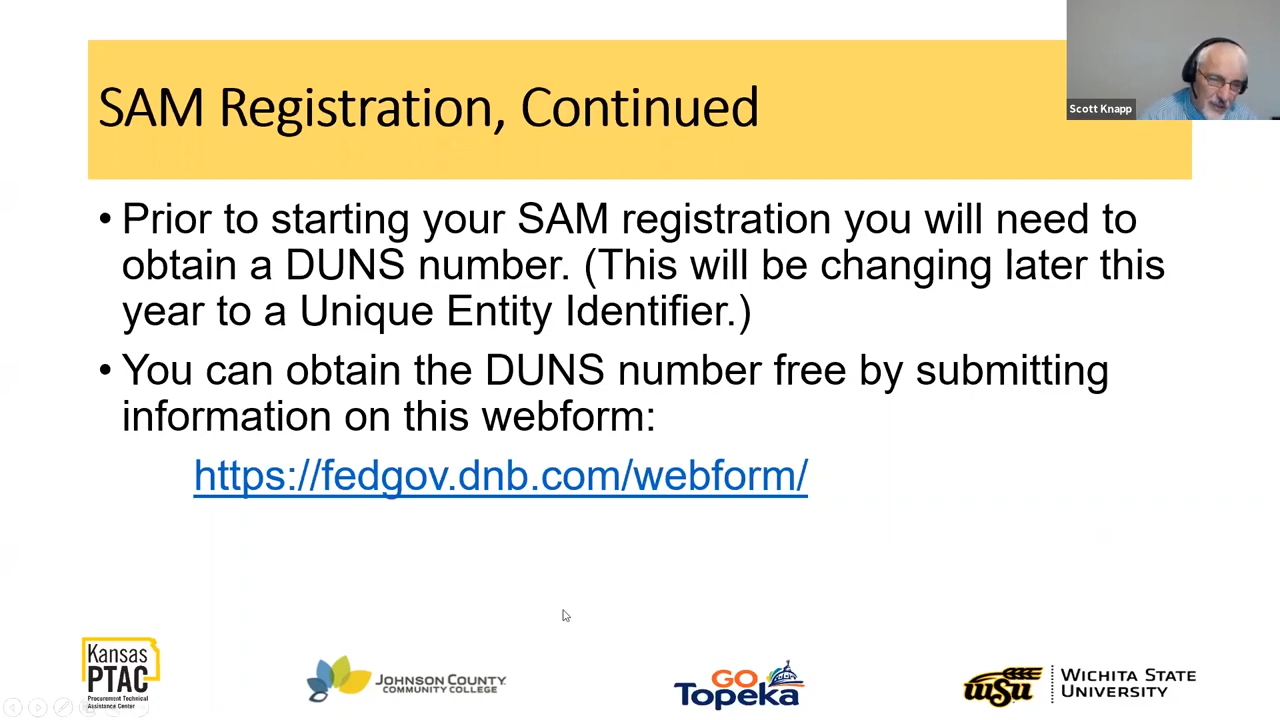 SAM Registration, Continued
Scott Knapp
• Prior to starting your SAM registration you will need to
obtain a DUNS number. (This will be changing later this
year to a Unique Entity Identifier.)
• You can obtain the DUNS number free by submitting
information on this webform:
https://fedgov.dnb.com/webform/
Kansas
PTAC
Procurement Technical
Assistance Center
JOHNSON COUNTY
COMMUNITY COLLEGE
GO
Topeka
WSU
WICHITA STATE
UNIVERSITY